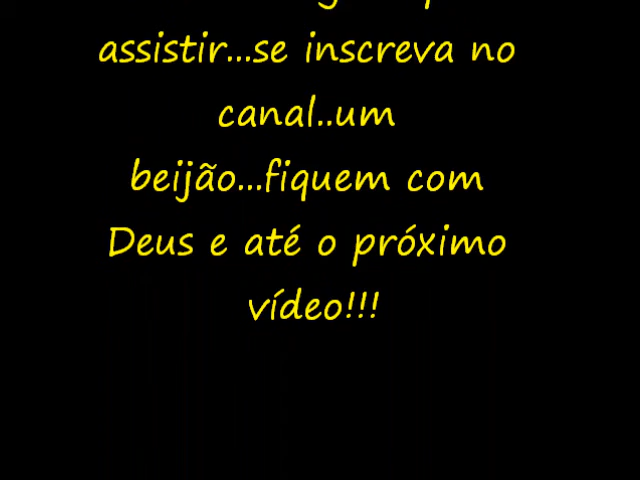 assistir...se inscreva no
canal..um
beijão...fiquem com
Deus e até o próximo
vídeo!!!